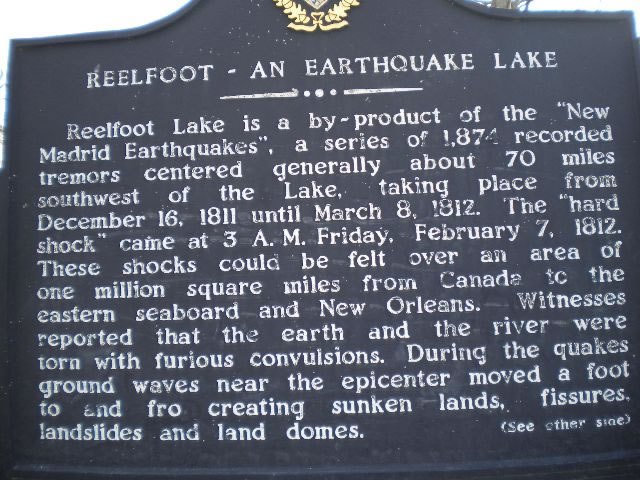 REELFOOT - AN EARTHQUAKE LAKE
Reelfoot Lake is a by-product of the "New
Madrid Earthquakes", a series of 1,874 recorded
tremors centered generally about 70 miles
southwest of the Lake, taking place from
December 16, 1811 until March 8, 1812. The "hard
shock" came at 3 A. M. Friday, February 7, 1812.
These shocks could be felt over an area of
one million square miles from Canada to the
eastern seaboard and New Orleans. Witnesses
reported that the earth and the river were
torn with furious convulsions. During the quakes
ground waves near the epicenter moved a foot
to and fro creating sunken lands, fissures,
landslides and land domes. (See other side)